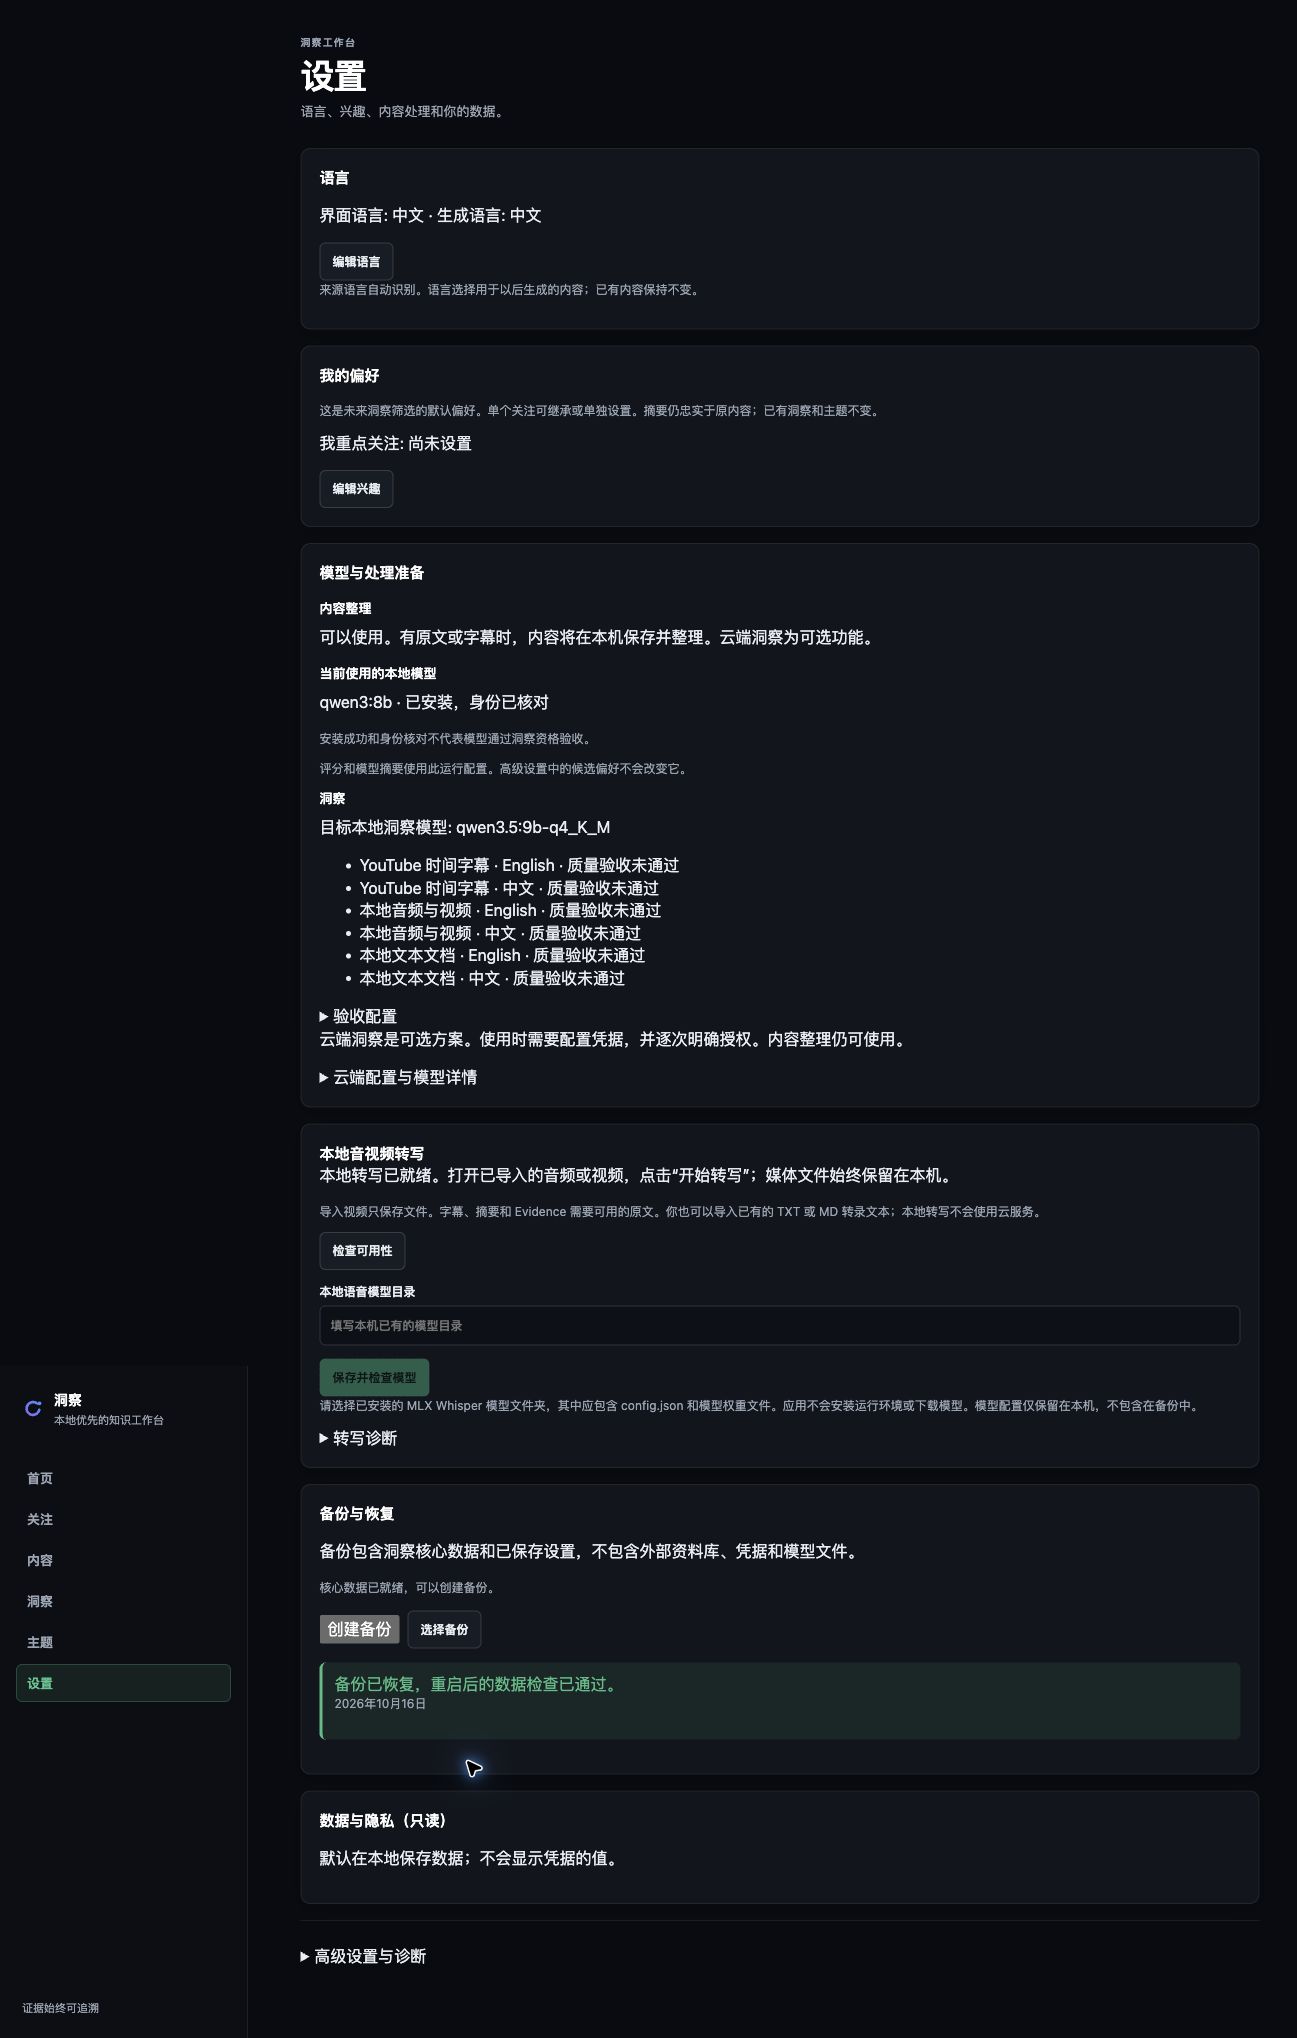 洞察工作台
设置
语言、兴趣、内容处理和你的数据。
语言
界面语言: 中文 · 生成语言: 中文
编辑语言
来源语言自动识别。语言选择用于以后生成的内容；已有内容保持不变。
我的偏好
这是未来洞察筛选的默认偏好。单个关注可继承或单独设置。摘要仍忠实于原内容；已有洞察和主题不变。
我重点关注: 尚未设置
编辑兴趣
模型与处理准备
内容整理
可以使用。有原文或字幕时，内容将在本机保存并整理。云端洞察为可选功能。
当前使用的本地模型
qwen3:8b · 已安装，身份已核对
安装成功和身份核对不代表模型通过洞察资格验收。
评分和模型摘要使用此运行配置。高级设置中的候选偏好不会改变它。
洞察
目标本地洞察模型: qwen3.5:9b-q4_K_M
• YouTube 时间字幕 · English · 质量验收未通过
• YouTube 时间字幕 · 中文 · 质量验收未通过
• 本地音频与视频 · English · 质量验收未通过
• 本地音频与视频 · 中文 · 质量验收未通过
• 本地文本文档 · English · 质量验收未通过
• 本地文本文档 · 中文 · 质量验收未通过
▶ 验收配置
云端洞察是可选方案。使用时需要配置凭据，并逐次明确授权。内容整理仍可使用。
▶ 云端配置与模型详情
本地音视频转写
本地转写已就绪。打开已导入的音频或视频，点击“开始转写”；媒体文件始终保留在本机。
导入视频只保存文件。字幕、摘要和 Evidence 需要可用的原文。你也可以导入已有的 TXT 或 MD 转录文本；本地转写不会使用云服务。
检查可用性
本地语音模型目录
填写本机已有的模型目录
保存并检查模型
请选择已安装的 MLX Whisper 模型文件夹，其中应包含 config.json 和模型权重文件。应用不会安装运行环境或下载模型。模型配置仅保留在本机，不包含在备份中。
▶ 转写诊断
备份与恢复
备份包含洞察核心数据和已保存设置，不包含外部资料库、凭据和模型文件。
核心数据已就绪，可以创建备份。
创建备份 选择备份
备份已恢复，重启后的数据检查已通过。
2026年10月16日
数据与隐私（只读）
默认在本地保存数据；不会显示凭据的值。
▶ 高级设置与诊断
洞察
本地优先的知识工作台
首页
关注
内容
洞察
主题
设置
证据始终可追溯